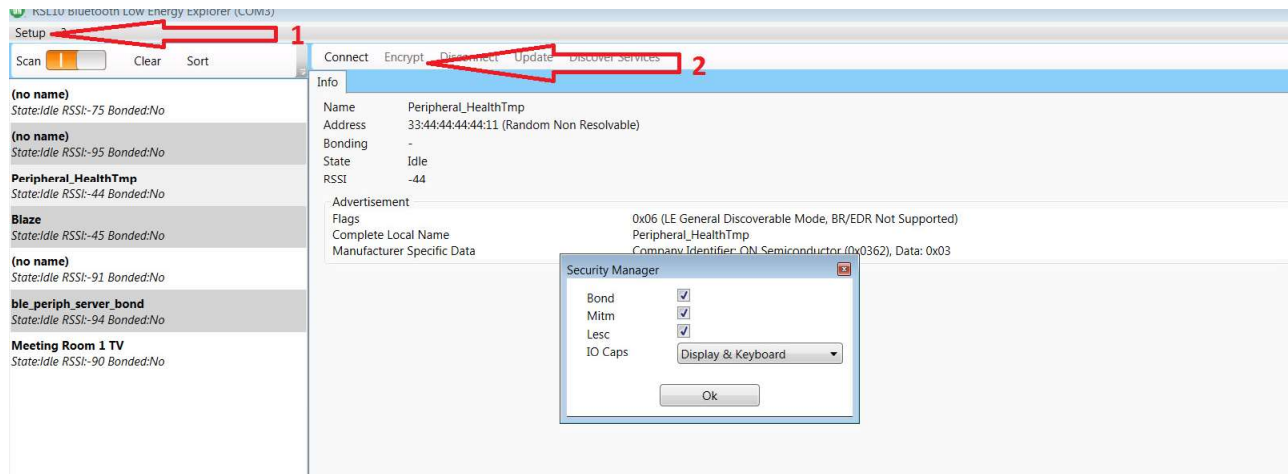 RSL10 Bluetooth Low Energy Explorer (COM3)
Setup ?
1
Scan Clear Sort
Connect Encrypt Disconnect Update Discover Services
2
Info
(no name)
State:Idle RSSI:-75 Bonded:No
(no name)
State:Idle RSSI:-95 Bonded:No
Peripheral_HealthTmp
State:Idle RSSI:-44 Bonded:No
Blaze
State:Idle RSSI:-45 Bonded:No
(no name)
State:Idle RSSI:-91 Bonded:No
ble_periph_server_bond
State:Idle RSSI:-94 Bonded:No
Meeting Room 1 TV
State:Idle RSSI:-90 Bonded:No
Name Peripheral_HealthTmp
Address 33:44:44:44:44:11 (Random Non Resolvable)
Bonding -
State Idle
RSSI -44
Advertisement
Flags 0x06 (LE General Discoverable Mode, BR/EDR Not Supported)
Complete Local Name Peripheral_HealthTmp
Manufacturer Specific Data Company Identifier: ON Semiconductor (0x0362), Data: 0x03
Security Manager
Bond
Mitm
Lesc
IO Caps Display & Keyboard
Ok